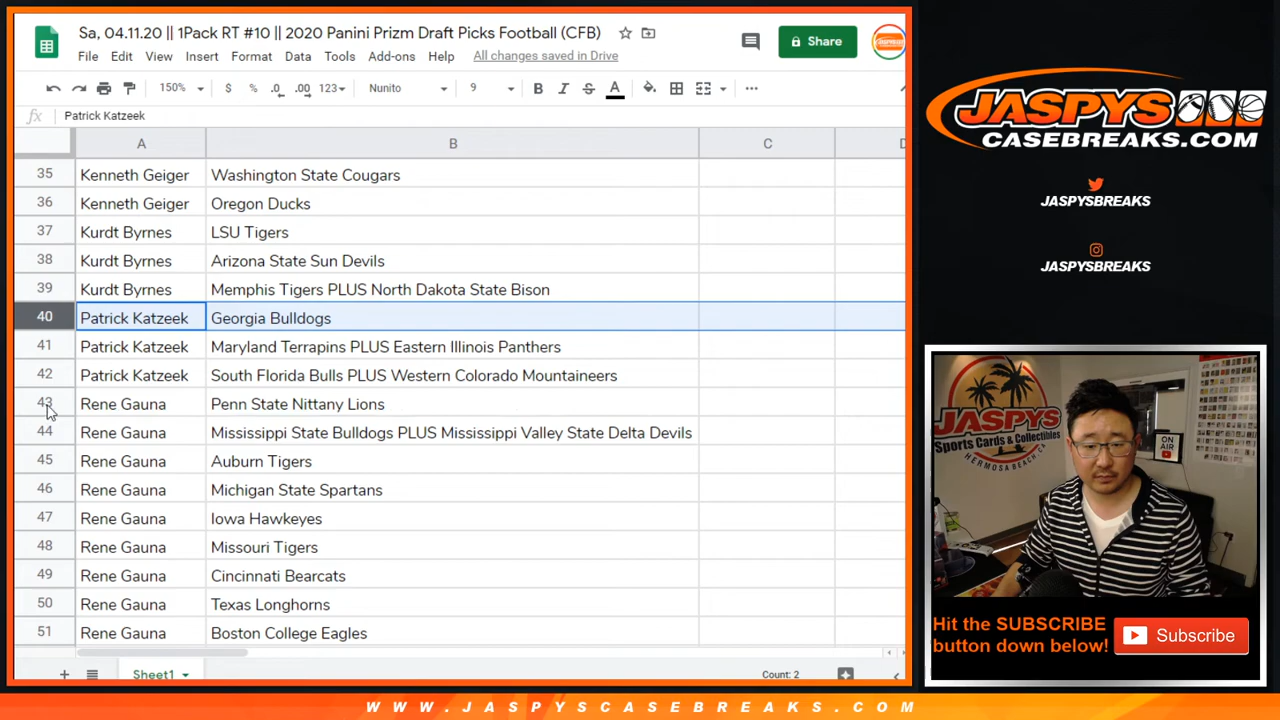 Sa, 04.11.20 || 1Pack RT #10 || 2020 Panini Prizm Draft Picks Football (CFB)
File Edit View Insert Format Data Tools Add-ons Help All changes saved in Drive
Share
150% $ % .0 .00 123 Nunito 9 B I S A
fx Patrick Katzeek
A B C D
35 Kenneth Geiger Washington State Cougars
36 Kenneth Geiger Oregon Ducks
37 Kurdt Byrnes LSU Tigers
38 Kurdt Byrnes Arizona State Sun Devils
39 Kurdt Byrnes Memphis Tigers PLUS North Dakota State Bison
40 Patrick Katzeek Georgia Bulldogs
41 Patrick Katzeek Maryland Terrapins PLUS Eastern Illinois Panthers
42 Patrick Katzeek South Florida Bulls PLUS Western Colorado Mountaineers
43 Rene Gauna Penn State Nittany Lions
44 Rene Gauna Mississippi State Bulldogs PLUS Mississippi Valley State Delta Devils
45 Rene Gauna Auburn Tigers
46 Rene Gauna Michigan State Spartans
47 Rene Gauna Iowa Hawkeyes
48 Rene Gauna Missouri Tigers
49 Rene Gauna Cincinnati Bearcats
50 Rene Gauna Texas Longhorns
51 Rene Gauna Boston College Eagles
Sheet1
Count: 2
JASPYS
CASEBREAKS.COM
JASPYSBREAKS
JASPYSBREAKS
JASPYS
Sports Cards & Collectibles
HERMOSA BEACH, CA
ON AIR
Hit the SUBSCRIBE
button down below!
Subscribe
WWW.JASPYSCASEBREAKS.COM